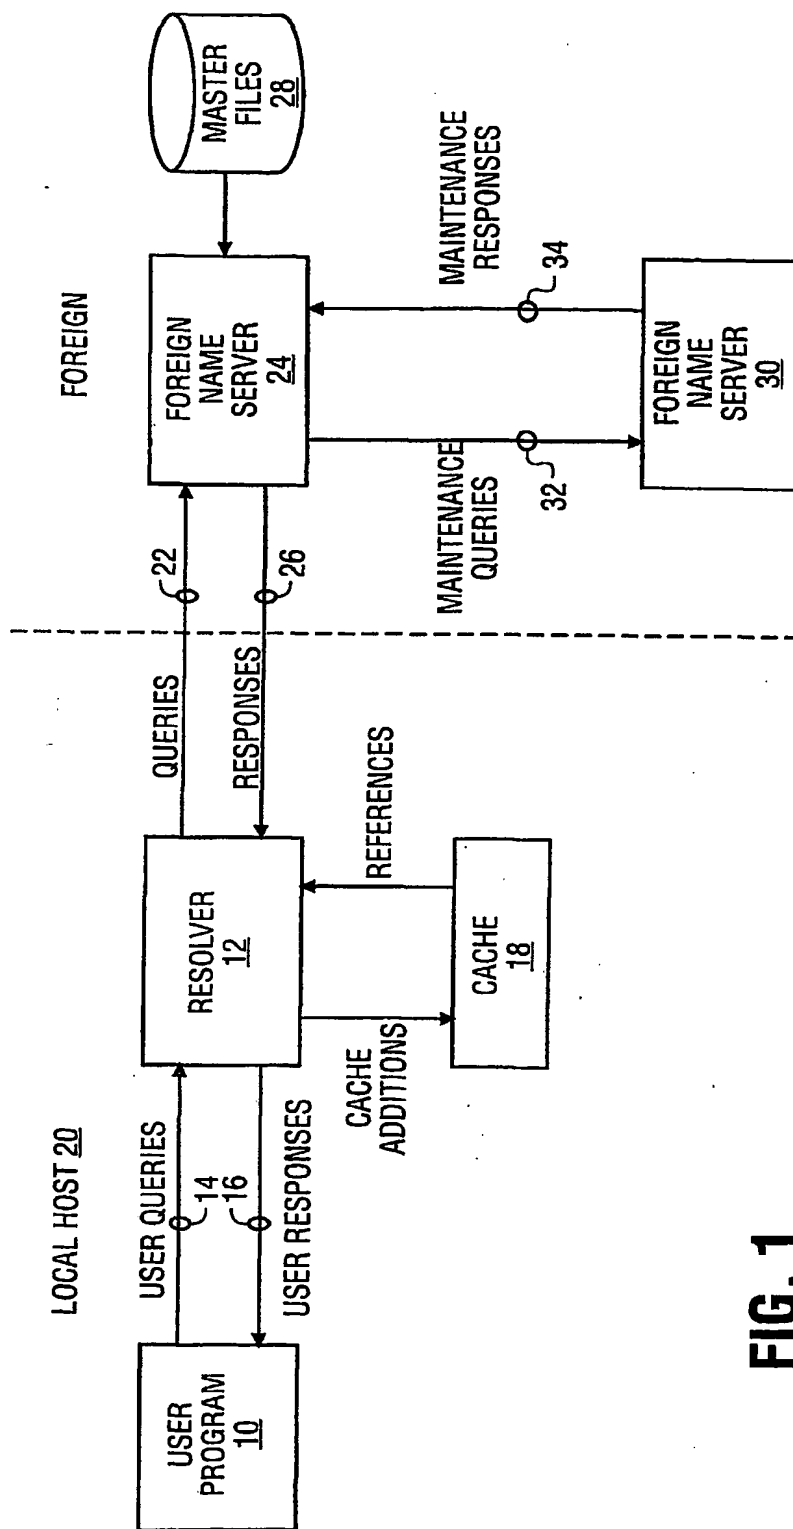 LOCAL HOST 20
FOREIGN
USER
PROGRAM
10
USER QUERIES
14
16
USER RESPONSES
RESOLVER
12
CACHE
ADDITIONS
REFERENCES
CACHE
18
QUERIES
22
RESPONSES
26
FOREIGN
NAME
SERVER
24
MASTER
FILES
28
MAINTENANCE
QUERIES
32
MAINTENANCE
RESPONSES
34
FOREIGN
NAME
SERVER
30
FIG. 1